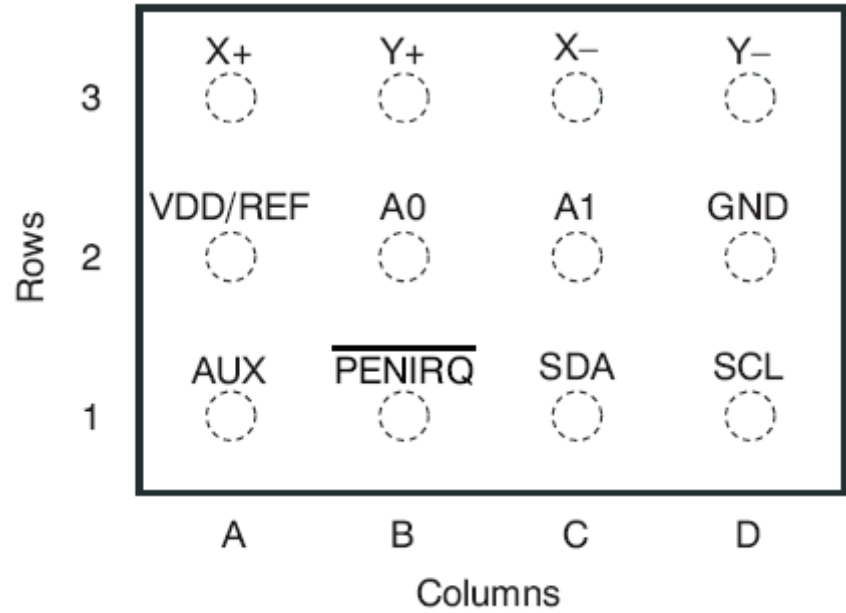 X+ Y+ X− Y−
3
VDD/REF A0 A1 GND
Rows 2
AUX PENIRQ SDA SCL
1
A B C D
Columns